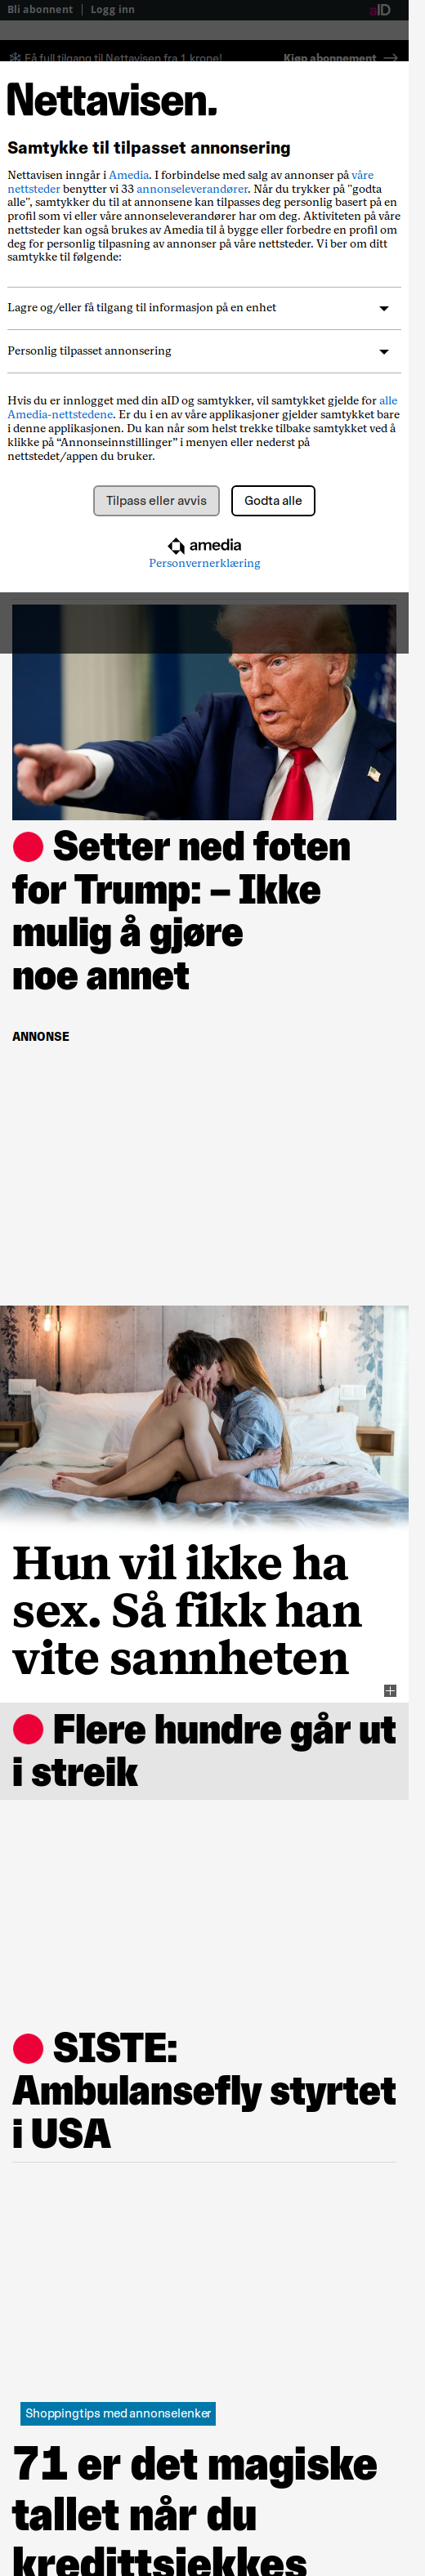 Bli abonnent | Logg inn
aID
Få full tilgang til Nettavisen fra 1 krone!
Kjøp abonnement
Nettavisen.
Samtykke til tilpasset annonsering
Nettavisen inngår i Amedia. I forbindelse med salg av annonser på våre
nettsteder benytter vi 33 annonseleverandører. Når du trykker på "godta
alle", samtykker du til at annonsene kan tilpasses deg personlig basert på en
profil som vi eller våre annonseleverandører har om deg. Aktiviteten på våre
nettsteder kan også brukes av Amedia til å bygge eller forbedre en profil om
deg for personlig tilpasning av annonser på våre nettsteder. Vi ber om ditt
samtykke til følgende:
Lagre og/eller få tilgang til informasjon på en enhet
Personlig tilpasset annonsering
Hvis du er innlogget med din aID og samtykker, vil samtykket gjelde for alle
Amedia-nettstedene. Er du i en av våre applikasjoner gjelder samtykket bare
i denne applikasjonen. Du kan når som helst trekke tilbake samtykket ved å
klikke på “Annonseinnstillinger” i menyen eller nederst på
nettstedet/appen du bruker.
Tilpass eller avvis
Godta alle
amedia
Personvernerklæring
Setter ned foten
for Trump: – Ikke
mulig å gjøre
noe annet
ANNONSE
Hun vil ikke ha
sex. Så fikk han
vite sannheten
Flere hundre går ut
i streik
SISTE:
Ambulansefly styrtet
i USA
Shoppingtips med annonselenker
71 er det magiske
tallet når du
kredittsjekkes